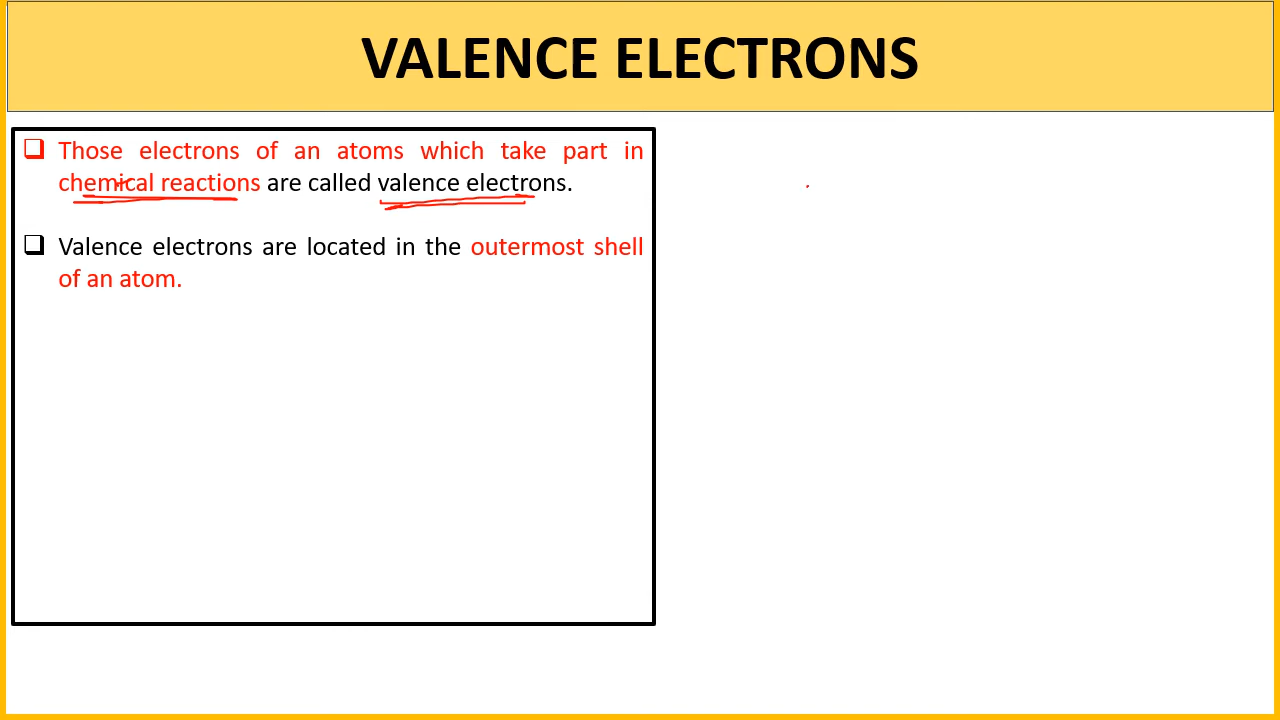 VALENCE ELECTRONS
Those electrons of an atoms which take part in
chemical reactions are called valence electrons.
Valence electrons are located in the outermost shell
of an atom.